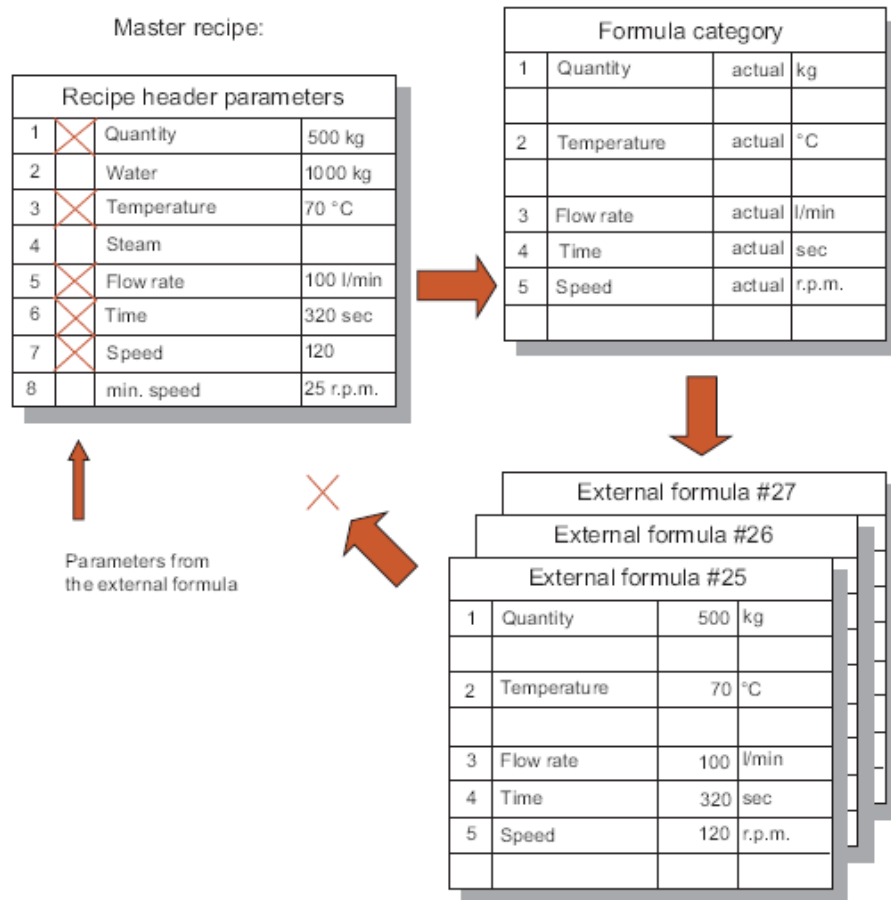 Master recipe:
Recipe header parameters
1 Quantity 500 kg
2 Water 1000 kg
3 Temperature 70 °C
4 Steam
5 Flow rate 100 l/min
6 Time 320 sec
7 Speed 120
8 min. speed 25 r.p.m.
Parameters from
the external formula
Formula category
1 Quantity actual kg
2 Temperature actual °C
3 Flow rate actual l/min
4 Time actual sec
5 Speed actual r.p.m.
External formula #27
External formula #26
External formula #25
1 Quantity 500 kg
2 Temperature 70 °C
3 Flow rate 100 l/min
4 Time 320 sec
5 Speed 120 r.p.m.